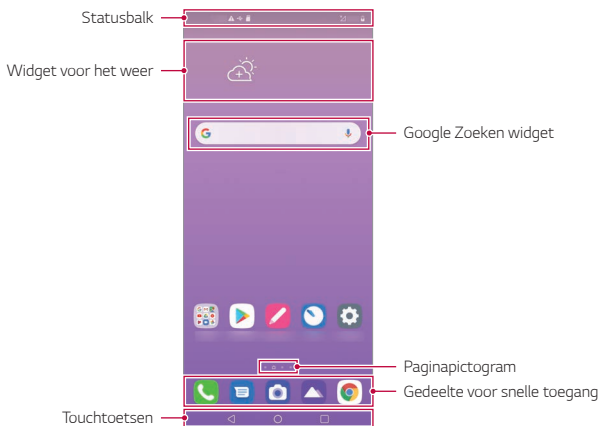 Statusbalk
Widget voor het weer
Google Zoeken widget
Paginapictogram
Gedeelte voor snelle toegang
Touchtoetsen